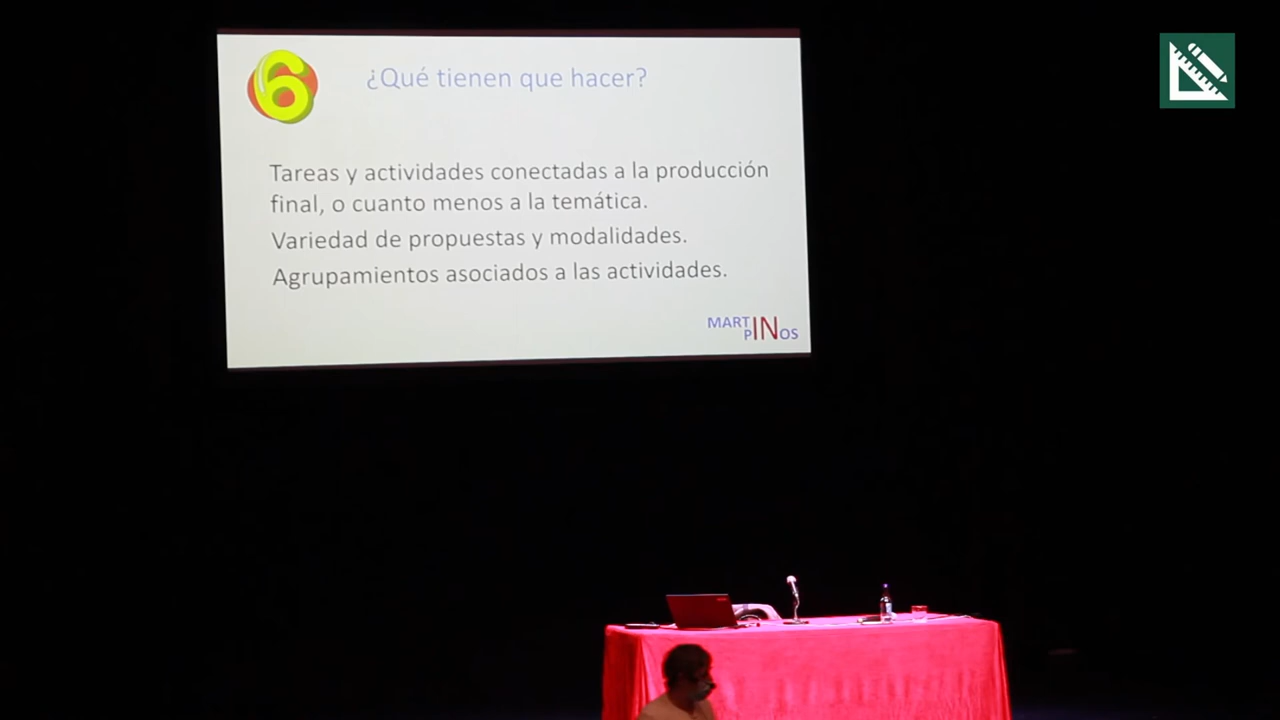 6
¿Qué tienen que hacer?
Tareas y actividades conectadas a la producción
final, o cuanto menos a la temática.
Variedad de propuestas y modalidades.
Agrupamientos asociados a las actividades.
MARTINOS
PINOS